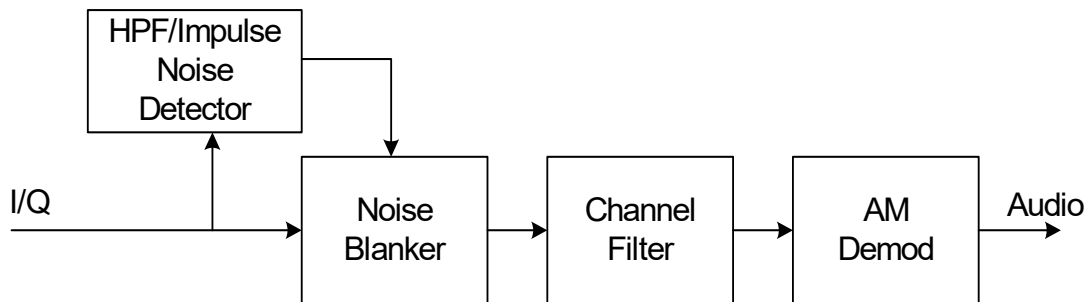 HPF/Impulse
Noise
Detector
I/Q
Noise
Blanker
Channel
Filter
AM
Demod
Audio